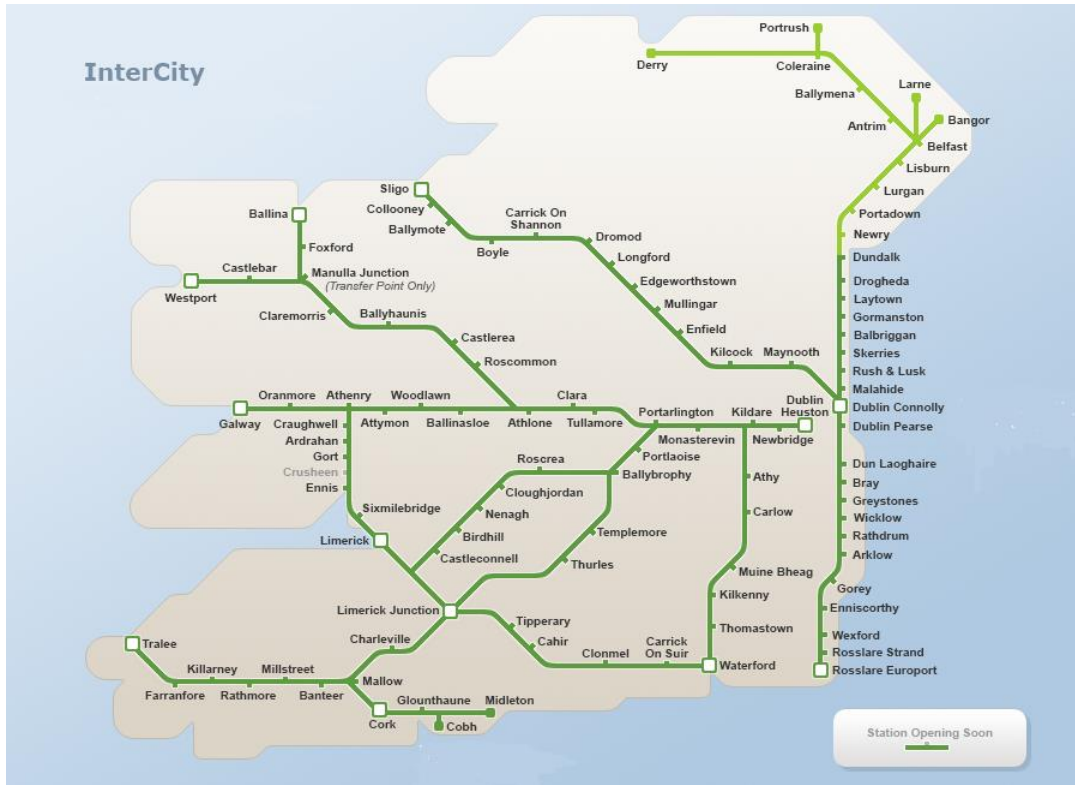 InterCity
Portrush
Derry
Coleraine
Larne
Ballymena
Bangor
Antrim
Belfast
Lisburn
Lurgan
Portadown
Newry
Dundalk
Drogheda
Laytown
Gormanston
Balbriggan
Skerries
Rush & Lusk
Malahide
Dublin Connolly
Dublin Pearse
Dun Laoghaire
Bray
Greystones
Wicklow
Rathdrum
Arklow
Gorey
Enniscorthy
Wexford
Rosslare Strand
Rosslare Europort
Sligo
Collooney
Ballymote
Boyle
Carrick On
Shannon
Dromod
Longford
Edgeworthstown
Mullingar
Enfield
Kilcock
Maynooth
Ballina
Foxford
Castlebar
Westport
Manulla Junction
(Transfer Point Only)
Claremorris
Ballyhaunis
Castlerea
Roscommon
Galway
Oranmore
Athenry
Attymon
Woodlawn
Ballinasloe
Athlone
Clara
Tullamore
Portarlington
Monasterevin
Kildare
Newbridge
Dublin
Heuston
Craughwell
Ardrahan
Gort
Crusheen
Ennis
Sixmilebridge
Limerick
Portlaoise
Ballybrophy
Roscrea
Cloughjordan
Nenagh
Birdhill
Castleconnell
Templemore
Thurles
Limerick Junction
Athy
Carlow
Muine Bheag
Kilkenny
Thomastown
Waterford
Tipperary
Cahir
Clonmel
Carrick
On Suir
Charleville
Mallow
Tralee
Farranfore
Killarney
Rathmore
Millstreet
Banteer
Cork
Glounthaune
Midleton
Cobh
Station Opening Soon